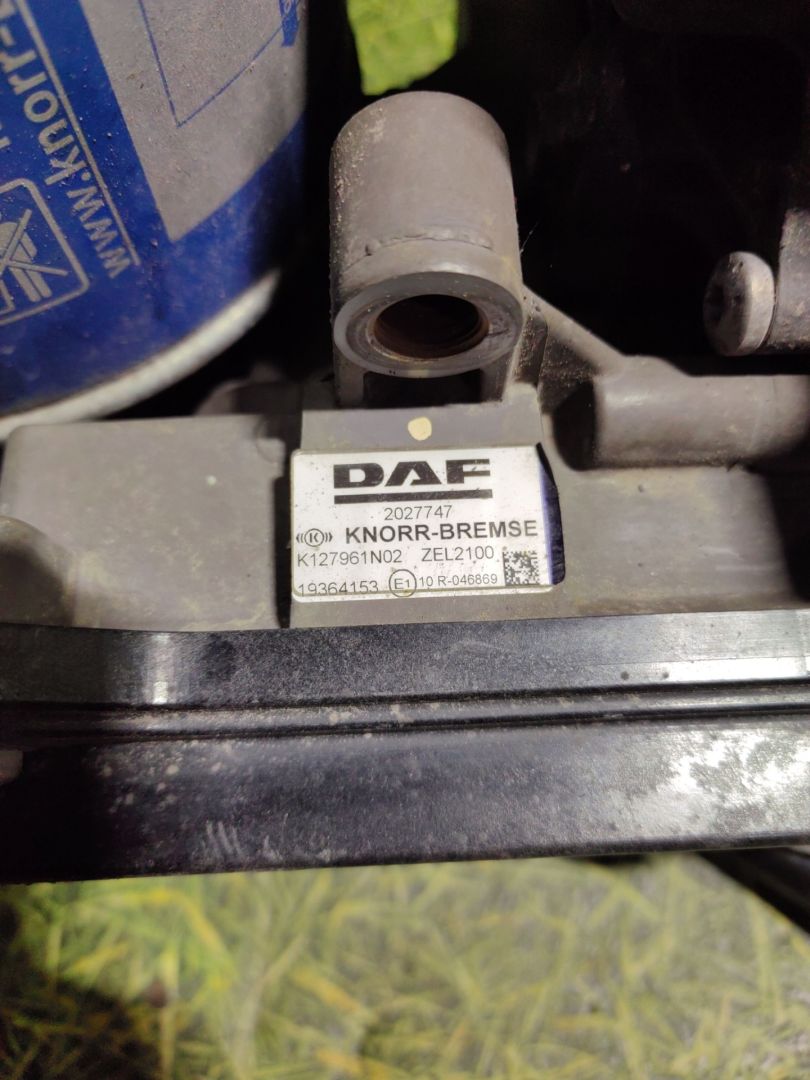 www.knorr-
DAF
2027747
((K)) KNORR-BREMSE
K127961N02 ZEL2100
19364153 E1 10 R-046869